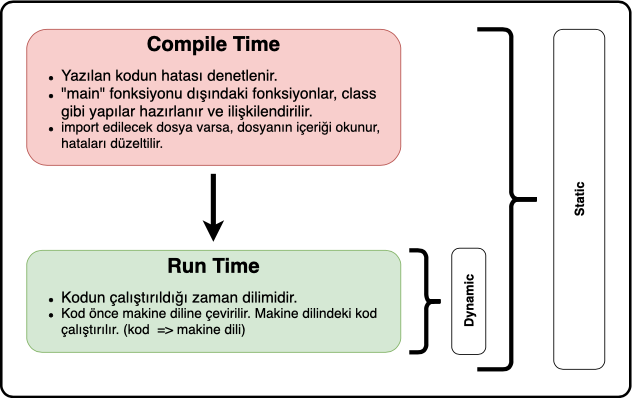 Compile Time
• Yazılan kodun hatası denetlenir.
• "main" fonksiyonu dışındaki fonksiyonlar, class
gibi yapılar hazırlanır ve ilişkilendirilir.
• import edilecek dosya varsa, dosyanın içeriği okunur,
hataları düzeltilir.
Run Time
• Kodun çalıştırıldığı zaman dilimidir.
• Kod önce makine diline çevirilir. Makine dilindeki kod
çalıştırılır. (kod => makine dili)
Dynamic
Static